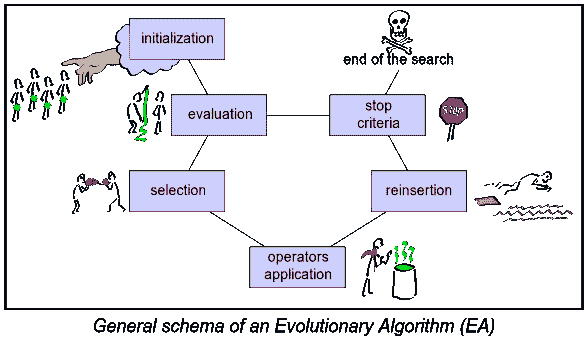 initialization
end of the search
evaluation
stop
criteria
Stop
selection
reinsertion
operators
application
General schema of an Evolutionary Algorithm (EA)